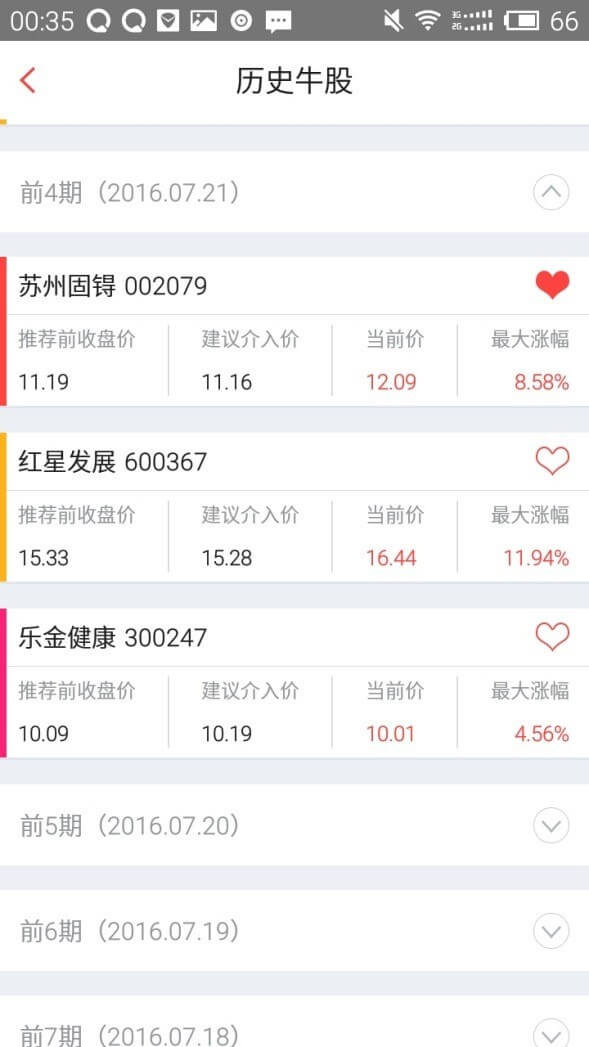 00:35 3G 2G 66
历史牛股
前4期（2016.07.21）
苏州固锝 002079
推荐前收盘价 建议介入价 当前价 最大涨幅
11.19 11.16 12.09 8.58%
红星发展 600367
推荐前收盘价 建议介入价 当前价 最大涨幅
15.33 15.28 16.44 11.94%
乐金健康 300247
推荐前收盘价 建议介入价 当前价 最大涨幅
10.09 10.19 10.01 4.56%
前5期（2016.07.20）
前6期（2016.07.19）
前7期（2016.07.18）